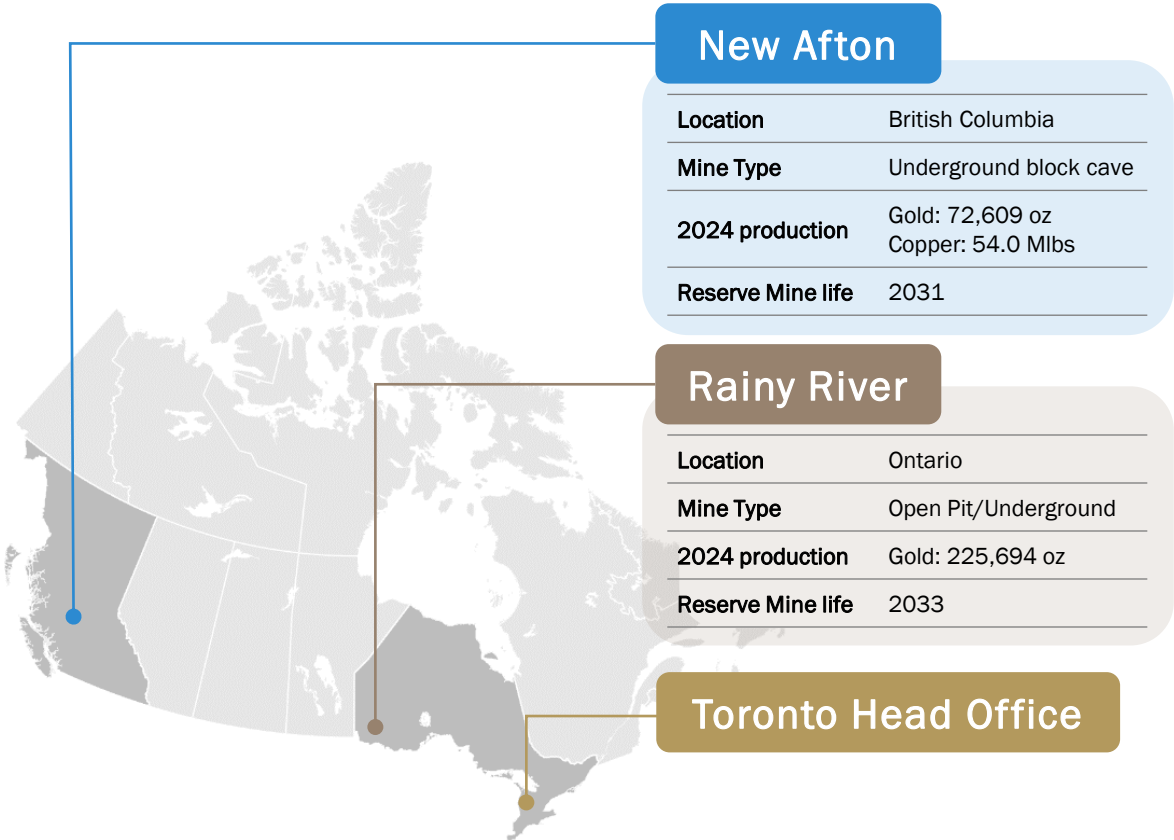 New Afton
Location British Columbia
Mine Type Underground block cave
2024 production Gold: 72,609 oz
Copper: 54.0 Mlbs
Reserve Mine life 2031
Rainy River
Location Ontario
Mine Type Open Pit/Underground
2024 production Gold: 225,694 oz
Reserve Mine life 2033
Toronto Head Office